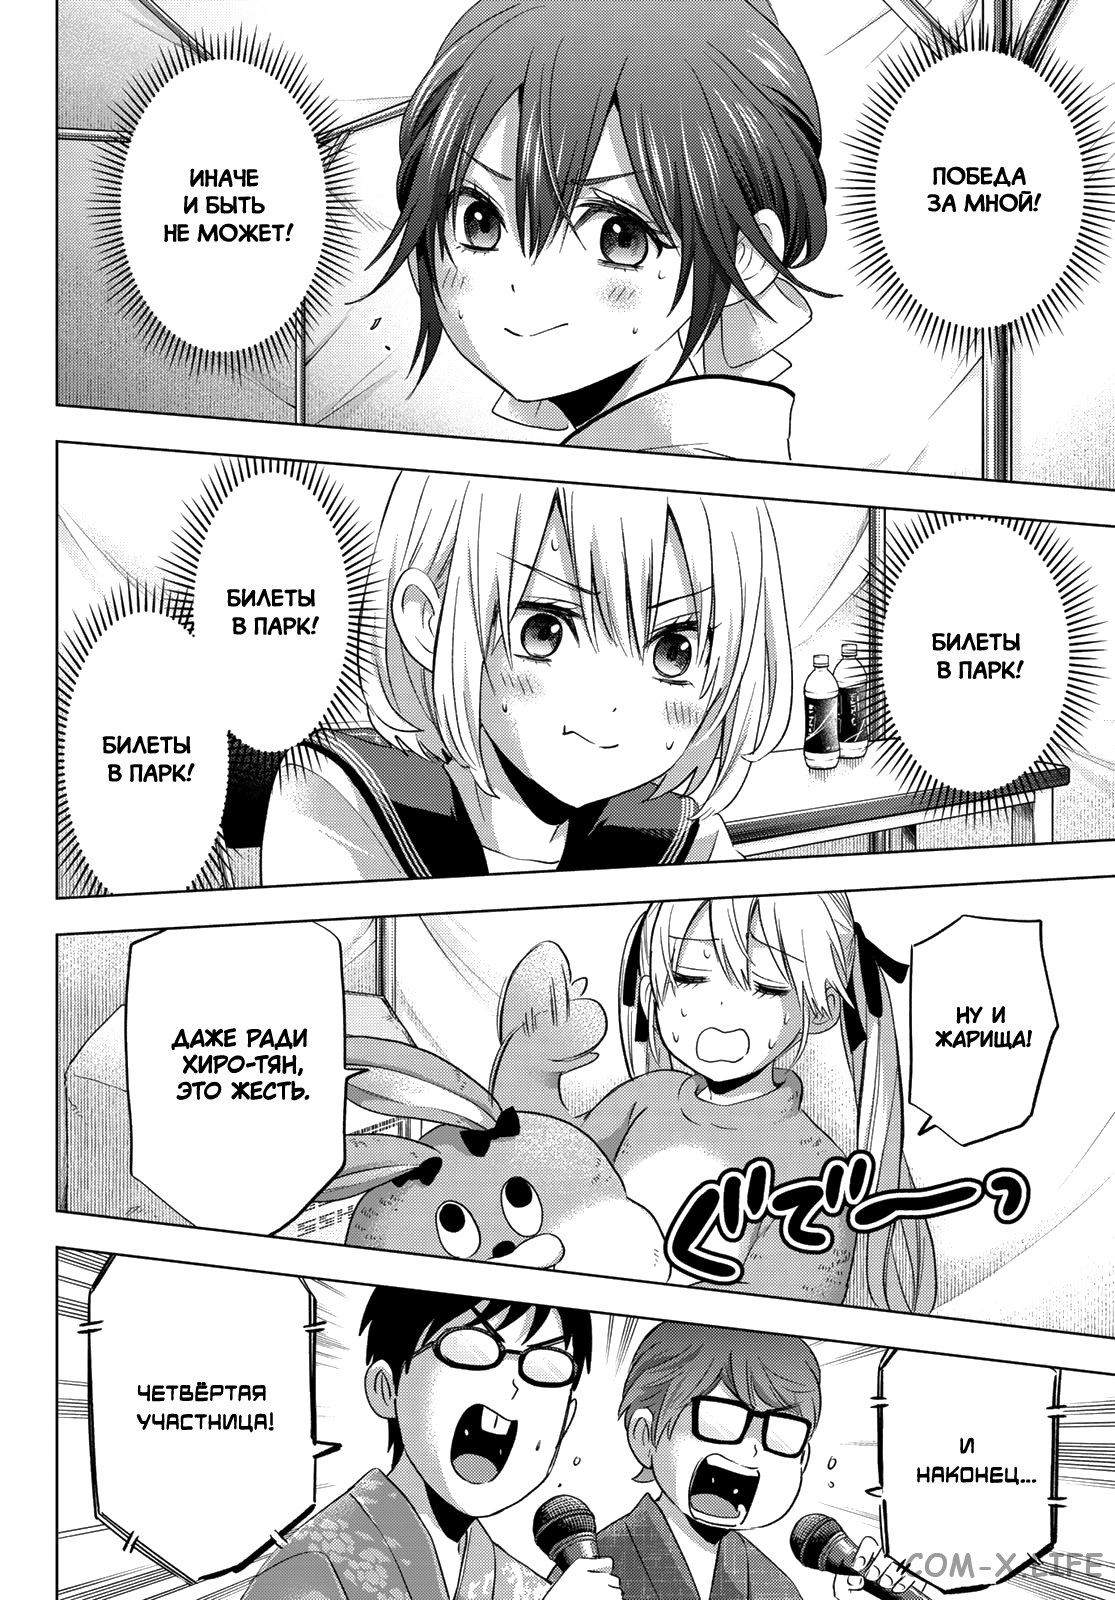 ПОБЕДА
ЗА МНОЙ!
ИНАЧЕ
И БЫТЬ
НЕ МОЖЕТ!
БИЛЕТЫ
В ПАРК!
БИЛЕТЫ
В ПАРК!
БИЛЕТЫ
В ПАРК!
НУ И
ЖАРИЩА!
ДАЖЕ РАДИ
ХИРО-ТЯН,
ЭТО ЖЕСТЬ.
ぐでーっ
И
НАКОНЕЦ...
ЧЕТВЁРТАЯ
УЧАСТНИЦА!
COM-X.LIFE